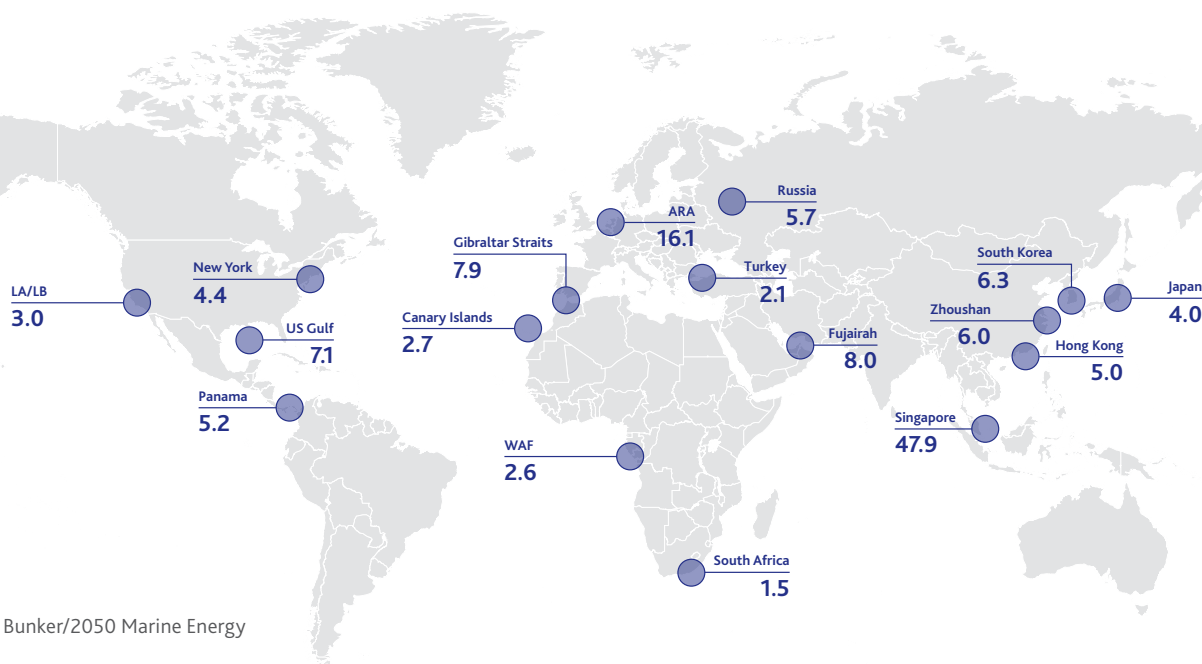 Russia
5.7
ARA
16.1
Gibraltar Straits
7.9
South Korea
6.3
New York
4.4
Turkey
2.1
LA/LB
3.0
Japan
4.0
Zhoushan
6.0
Canary Islands
2.7
US Gulf
7.1
Fujairah
8.0
Hong Kong
5.0
Panama
5.2
Singapore
47.9
WAF
2.6
South Africa
1.5
Bunker/2050 Marine Energy